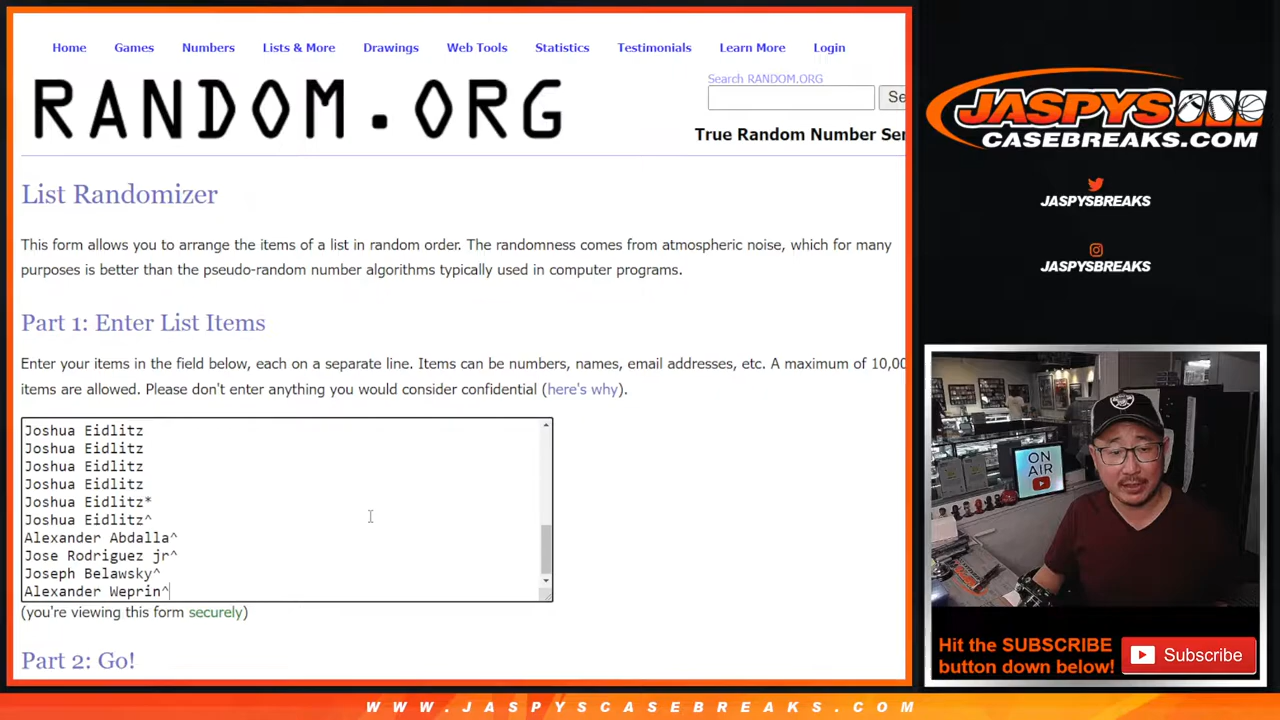 Home Games Numbers Lists & More Drawings Web Tools Statistics Testimonials Learn More Login
RANDOM.ORG
Search RANDOM.ORG
Se
True Random Number Ser
List Randomizer
This form allows you to arrange the items of a list in random order. The randomness comes from atmospheric noise, which for many
purposes is better than the pseudo-random number algorithms typically used in computer programs.
Part 1: Enter List Items
Enter your items in the field below, each on a separate line. Items can be numbers, names, email addresses, etc. A maximum of 10,00
items are allowed. Please don't enter anything you would consider confidential (here's why).
Joshua Eidlitz
Joshua Eidlitz
Joshua Eidlitz
Joshua Eidlitz
Joshua Eidlitz*
Joshua Eidlitz^
Alexander Abdalla^
Jose Rodriguez jr^
Joseph Belawsky^
Alexander Weprin^
(you're viewing this form securely)
Part 2: Go!
JASPYS
CASEBREAKS.COM
JASPYSBREAKS
JASPYSBREAKS
ON
AIR
Hit the SUBSCRIBE
button down below!
Subscribe
WWW.JASPYSCASEBREAKS.COM